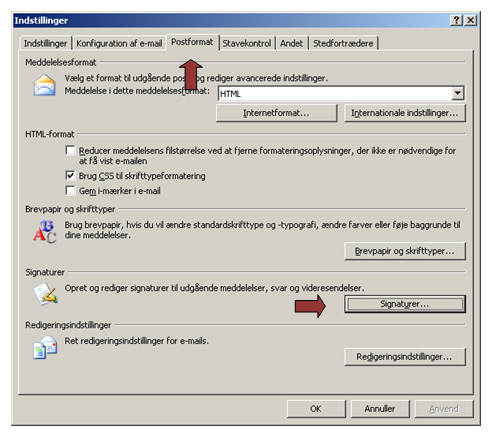 Indstillinger
Indstillinger Konfiguration af e-mail Postformat Stavekontrol Andet Stedfortrædere
Meddelelsesformat
Vælg et format til udgående post og rediger avancerede indstillinger.
Meddelelse i dette meddelelsesformat: HTML
Internetformat... Internationale indstillinger...
HTML-format
Reducer meddelelsens filstørrelse ved at fjerne formateringsoplysninger, der ikke er nødvendige for
at få vist e-mailen
Brug CSS til skrifttypeformatering
Gem i-mærker i e-mail
Brevpapir og skrifttyper
Brug brevpapir, hvis du vil ændre standardskrifttype og -typografi, ændre farver eller føje baggrunde til
dine meddelelser.
Brevpapir og skrifttyper...
Signaturer
Opret og rediger signaturer til udgående meddelelser, svar og videresendelser.
Signaturer...
Redigeringsindstillinger
Ret redigeringsindstillinger for e-mails.
Redigeringsindstillinger...
OK Annuller Anvend